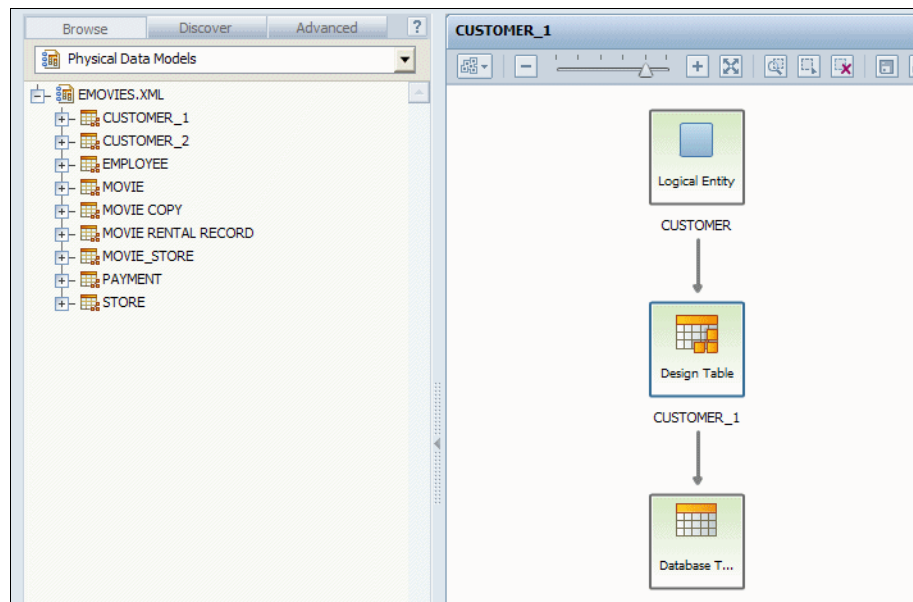 Browse
Discover
Advanced
?
Physical Data Models
EMOVIES.XML
CUSTOMER_1
CUSTOMER_2
EMPLOYEE
MOVIE
MOVIE COPY
MOVIE RENTAL RECORD
MOVIE_STORE
PAYMENT
STORE
CUSTOMER_1
Logical Entity
CUSTOMER
Design Table
CUSTOMER_1
Database T...